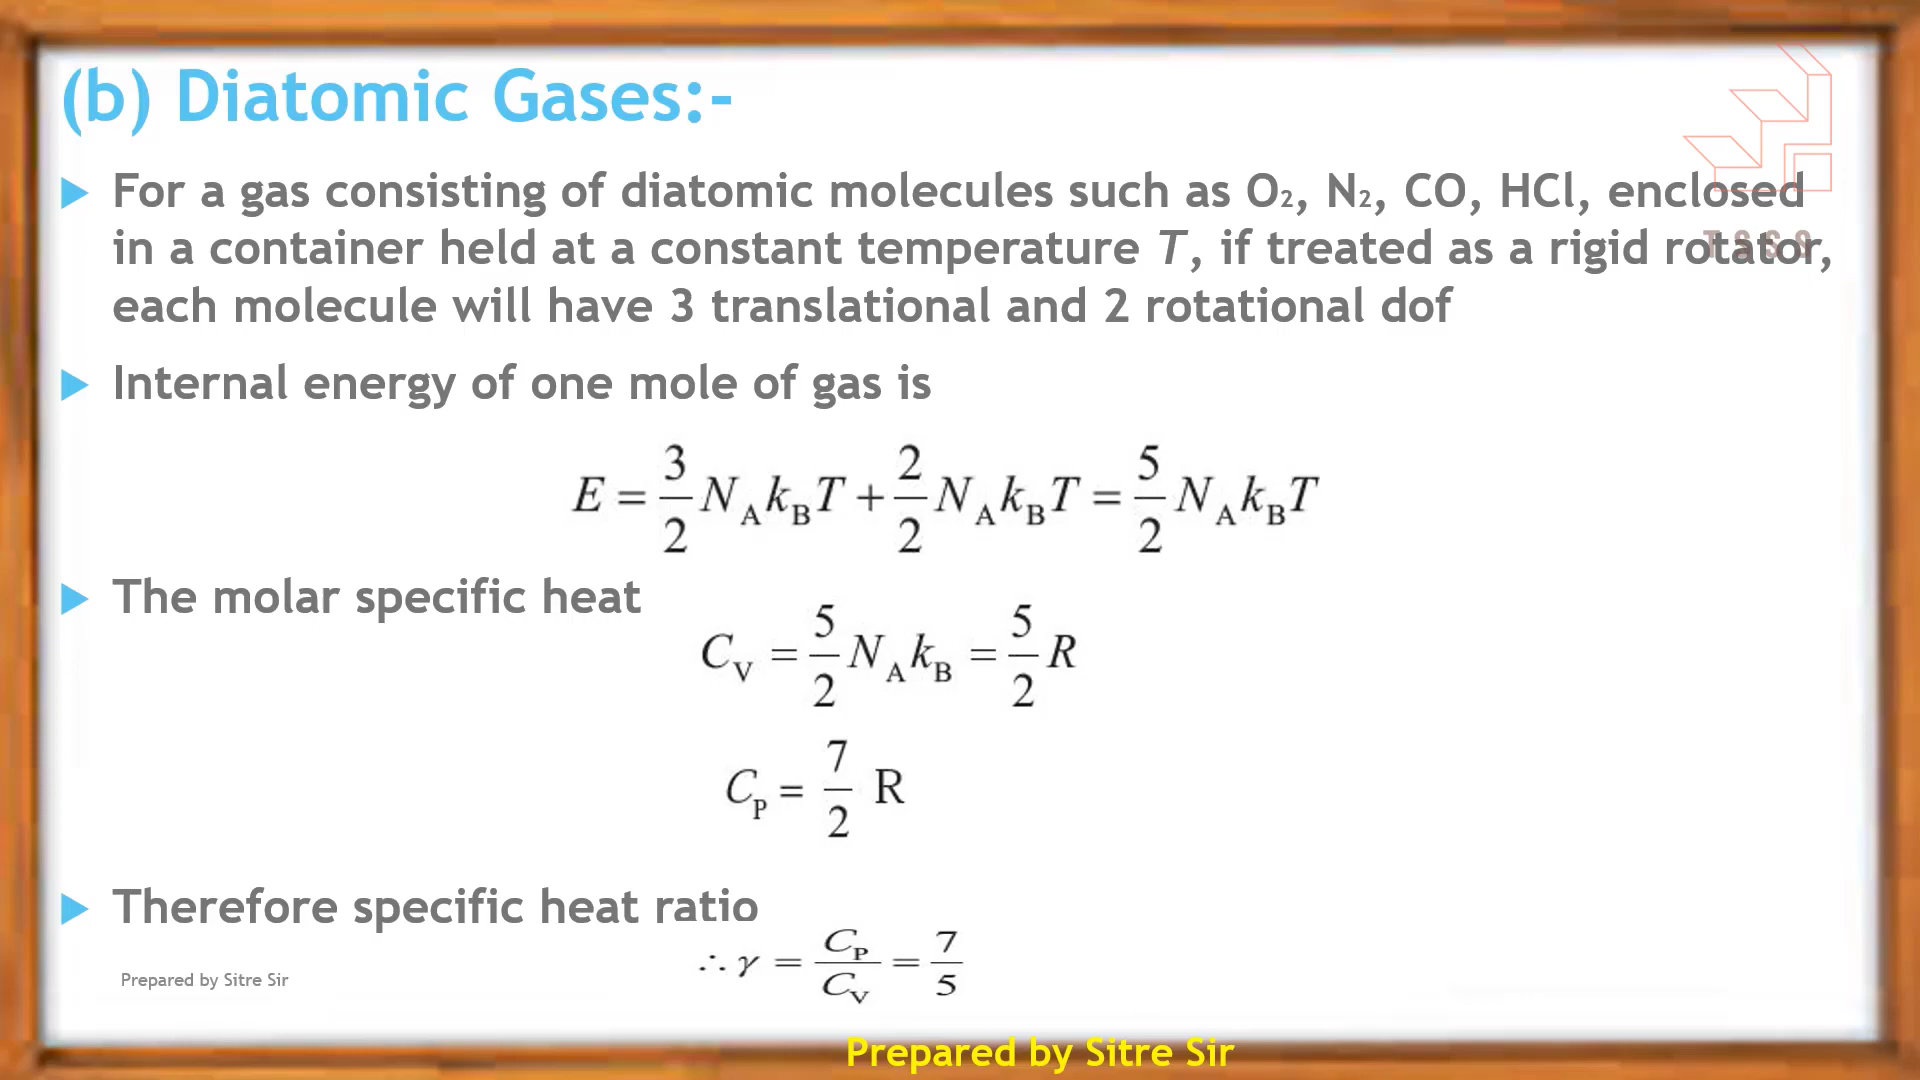 (b) Diatomic Gases:-
For a gas consisting of diatomic molecules such as O₂, N₂, CO, HCl, enclosed
in a container held at a constant temperature T, if treated as a rigid rotator,
each molecule will have 3 translational and 2 rotational dof
Internal energy of one mole of gas is
E = 3/2 N_A k_B T + 2/2 N_A k_B T = 5/2 N_A k_B T
The molar specific heat
C_V = 5/2 N_A k_B = 5/2 R
C_P = 7/2 R
Therefore specific heat ratio
∴ γ = C_P/C_V = 7/5
Prepared by Sitre Sir
Prepared by Sitre Sir